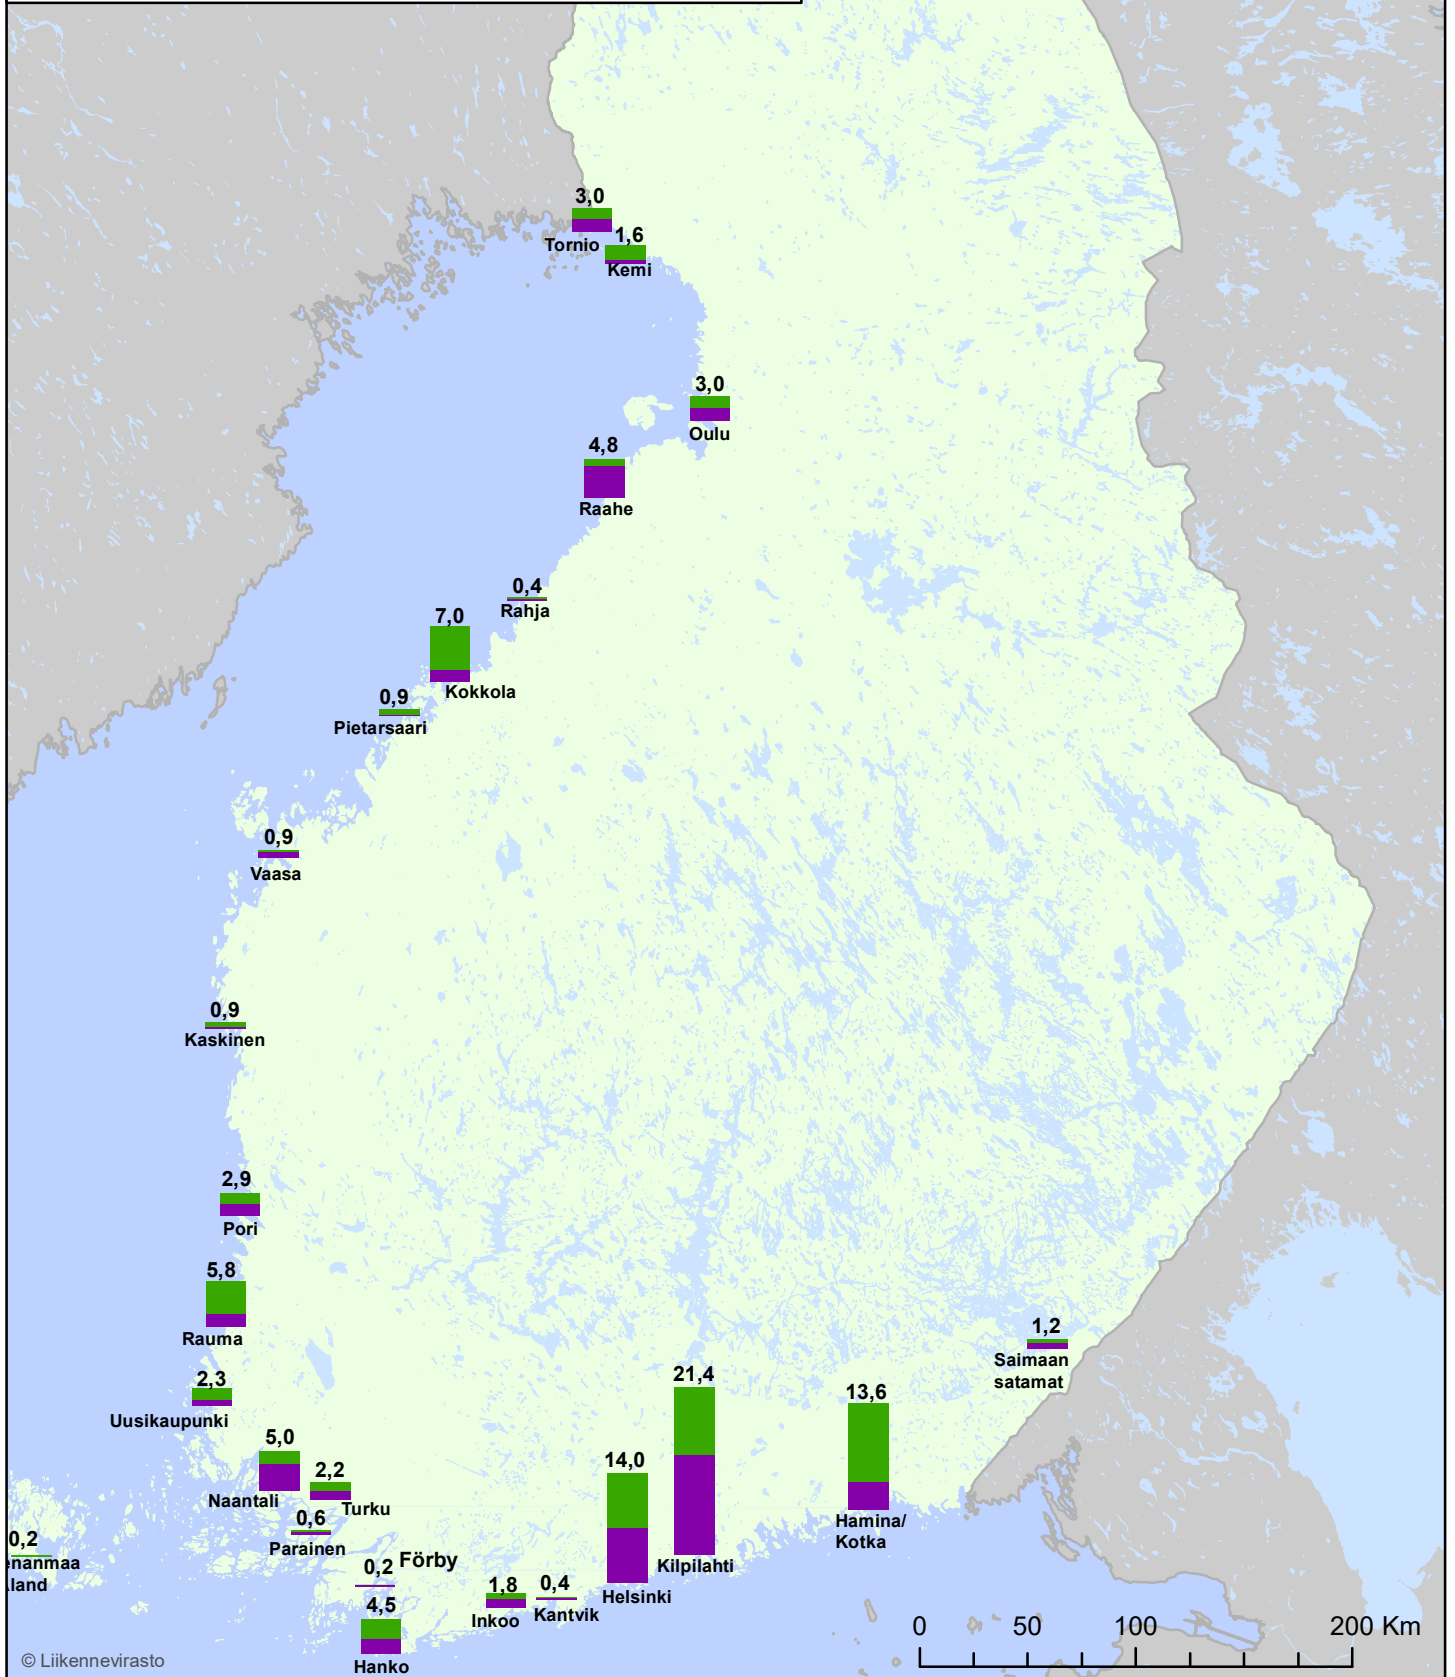 3,0
Tornio
1,6
Kemi
3,0
Oulu
4,8
Raahe
0,4
Rahja
7,0
Kokkola
0,9
Pietarsaari
0,9
Vaasa
0,9
Kaskinen
2,9
Pori
5,8
Rauma
1,2
Saimaan
satamat
2,3
Uusikaupunki
21,4
Kilpilahti
13,6
Hamina/
Kotka
5,0
Naantali
2,2
Turku
14,0
Helsinki
0,6
Parainen
0,2
enanmaa
land
0,2 Förby
1,8
Inkoo
0,4
Kantvik
4,5
Hanko
0 50 100 200 Km
© Liikennevirasto